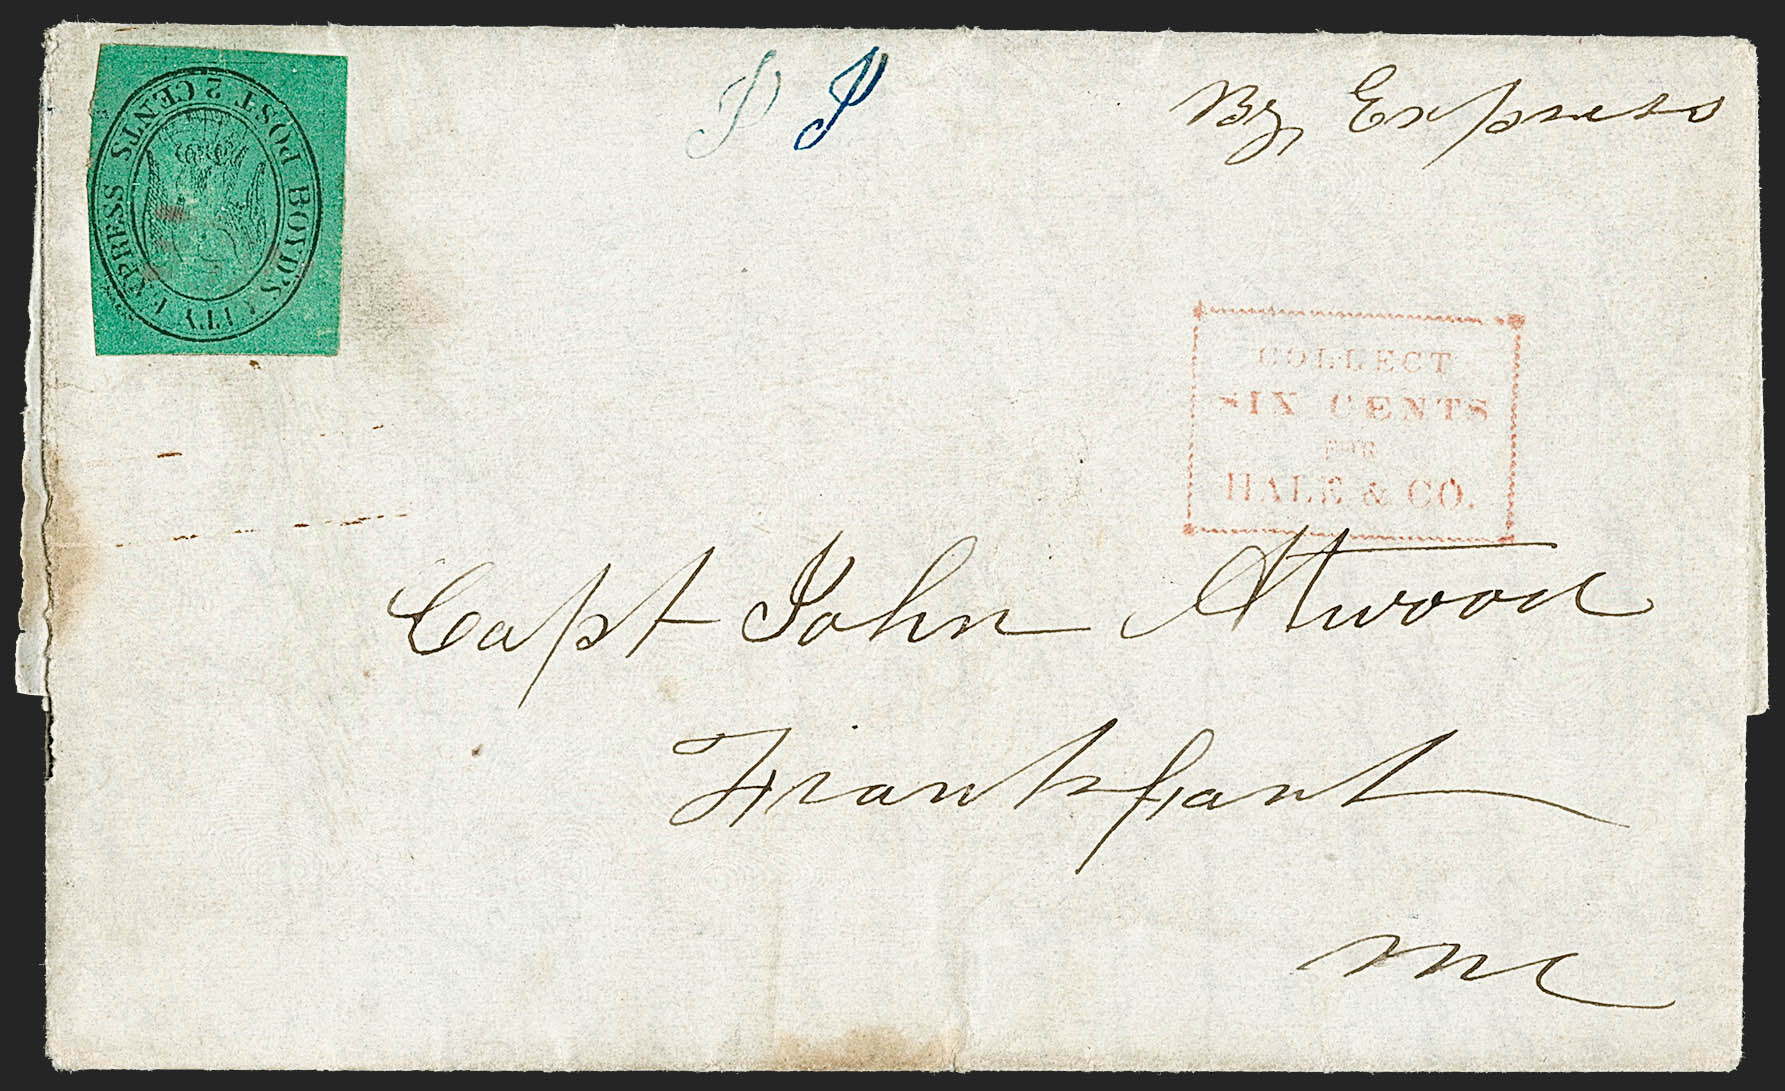 BOYD'S CITY EXPRESS POST. 2 CENTS
P P
By Express
COLLECT
SIX CENTS
FOR
HALE & CO.
Capt John Atwood
Frankfort
Me